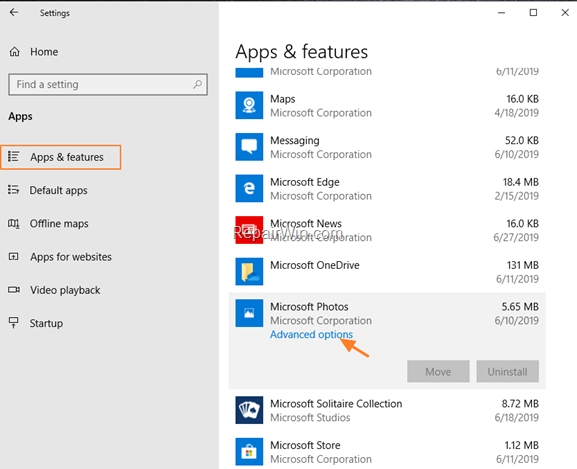 Settings
Home
Find a setting
Apps
Apps & features
Default apps
Offline maps
Apps for websites
Video playback
Startup
Apps & features
Microsoft Corporation 6/11/2019
Maps 16.0 KB
Microsoft Corporation 4/18/2019
Messaging 52.0 KB
Microsoft Corporation 6/10/2019
Microsoft Edge 18.4 MB
Microsoft Corporation 2/15/2019
Microsoft News 16.0 KB
RepairWin.com
Microsoft Corporation 6/27/2019
Microsoft OneDrive 131 MB
6/11/2019
Microsoft Photos 5.65 MB
Microsoft Corporation 6/10/2019
Advanced options
Move Uninstall
Microsoft Solitaire Collection 8.72 MB
Microsoft Studios 6/18/2019
Microsoft Store 1.12 MB
Microsoft Corporation 6/11/2019